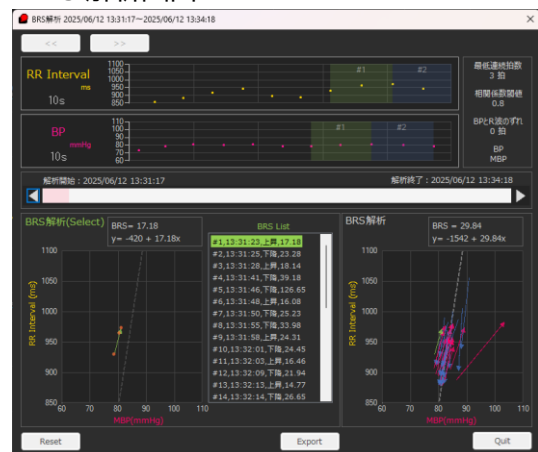 BRS解析 2025/06/12 13:31:17～2025/06/12 13:34:18
<< >>
RR Interval
ms
10s
1100
1050
1000
950
900
850
#1 #2
最低連続拍数
3 拍
相関係数閾値
0.8
BPとR波のずれ
0 拍
BP
MBP
BP
mmHg
10s
110
100
90
80
70
60
#1 #2
解析開始：2025/06/12 13:31:17
解析終了：2025/06/12 13:34:18
BRS解析(Select)
BRS= 17.18
y= -420 + 17.18x
RR Interval (ms)
1100
1050
1000
950
900
850
60 70 80 90 100 110
MBP(mmHg)
BRS List
#1,13:31:23,上昇,17.18
#2,13:31:25,下降,23.28
#3,13:31:28,上昇,18.14
#4,13:31:41,下降,39.18
#5,13:31:46,下降,126.65
#6,13:31:48,上昇,16.08
#7,13:31:50,下降,25.23
#8,13:31:55,下降,33.98
#9,13:31:58,上昇,24.31
#10,13:32:01,下降,24.45
#11,13:32:03,上昇,16.46
#12,13:32:09,下降,21.94
#13,13:32:13,上昇,14.77
#14,13:32:14,下降,26.65
BRS解析
BRS = 29.84
y= -1542 + 29.84x
RR Interval (ms)
1100
1050
1000
950
900
850
60 70 80 90 100 110
MBP(mmHg)
Reset
Export
Quit